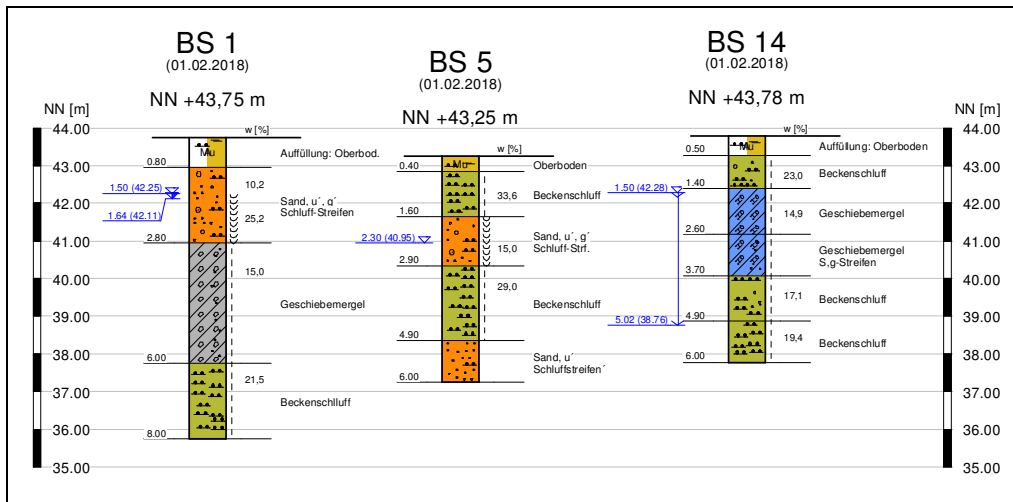 BS 1
(01.02.2018)
NN +43,75 m
BS 5
(01.02.2018)
NN +43,25 m
BS 14
(01.02.2018)
NN +43,78 m
NN [m]
44.00
43.00
42.00
41.00
40.00
39.00
38.00
37.00
36.00
35.00
w [%]
Mu
0.80
Auffüllung: Oberbod.
10,2
1.50 (42.25)
1.64 (42.11)
Sand, u´, g´
Schluff-Streifen
25,2
2.80
15,0
Geschiebemergel
6.00
21,5
Beckenschlluff
8.00
w [%]
Mu
0.40
Oberboden
33,6
Beckenschluff
1.60
2.30 (40.95)
Sand, u´, g´
Schluff-Strf.
15,0
2.90
29,0
Beckenschluff
4.90
Sand, u´
Schluffstreifen´
6.00
w [%]
Mu
0.50
Auffüllung: Oberboden
23,0
Beckenschluff
1.40
1.50 (42.28)
14,9
Geschiebemergel
2.60
Geschiebemergel
S,g-Streifen
3.70
17,1
Beckenschluff
4.90
5.02 (38.76)
19,4
Beckenschluff
6.00
NN [m]
44.00
43.00
42.00
41.00
40.00
39.00
38.00
37.00
36.00
35.00